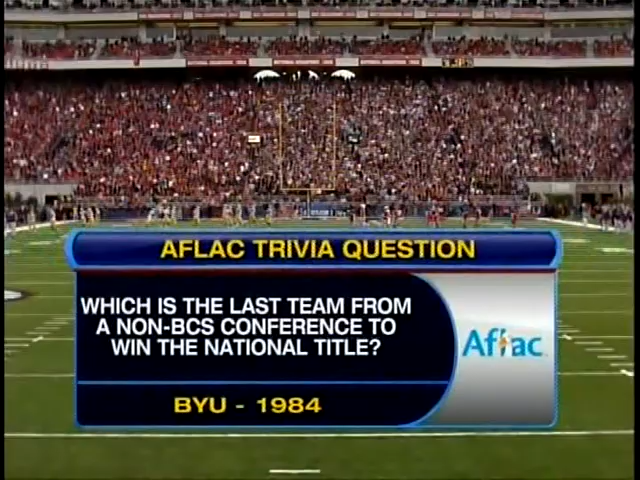 AFLAC TRIVIA QUESTION
WHICH IS THE LAST TEAM FROM
A NON-BCS CONFERENCE TO
WIN THE NATIONAL TITLE?
Aflac
BYU - 1984